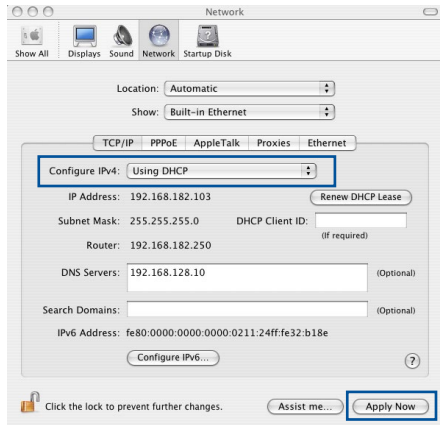 Network
Show All Displays Sound Network Startup Disk
Location: Automatic
Show: Built-in Ethernet
TCP/IP PPPoE AppleTalk Proxies Ethernet
Configure IPv4: Using DHCP
IP Address: 192.168.182.103 Renew DHCP Lease
Subnet Mask: 255.255.255.0 DHCP Client ID:
(If required)
Router: 192.168.182.250
DNS Servers: 192.168.128.10 (Optional)
Search Domains: (Optional)
IPv6 Address: fe80:0000:0000:0000:0211:24ff:fe32:b18e
Configure IPv6... ?
Click the lock to prevent further changes. Assist me... Apply Now